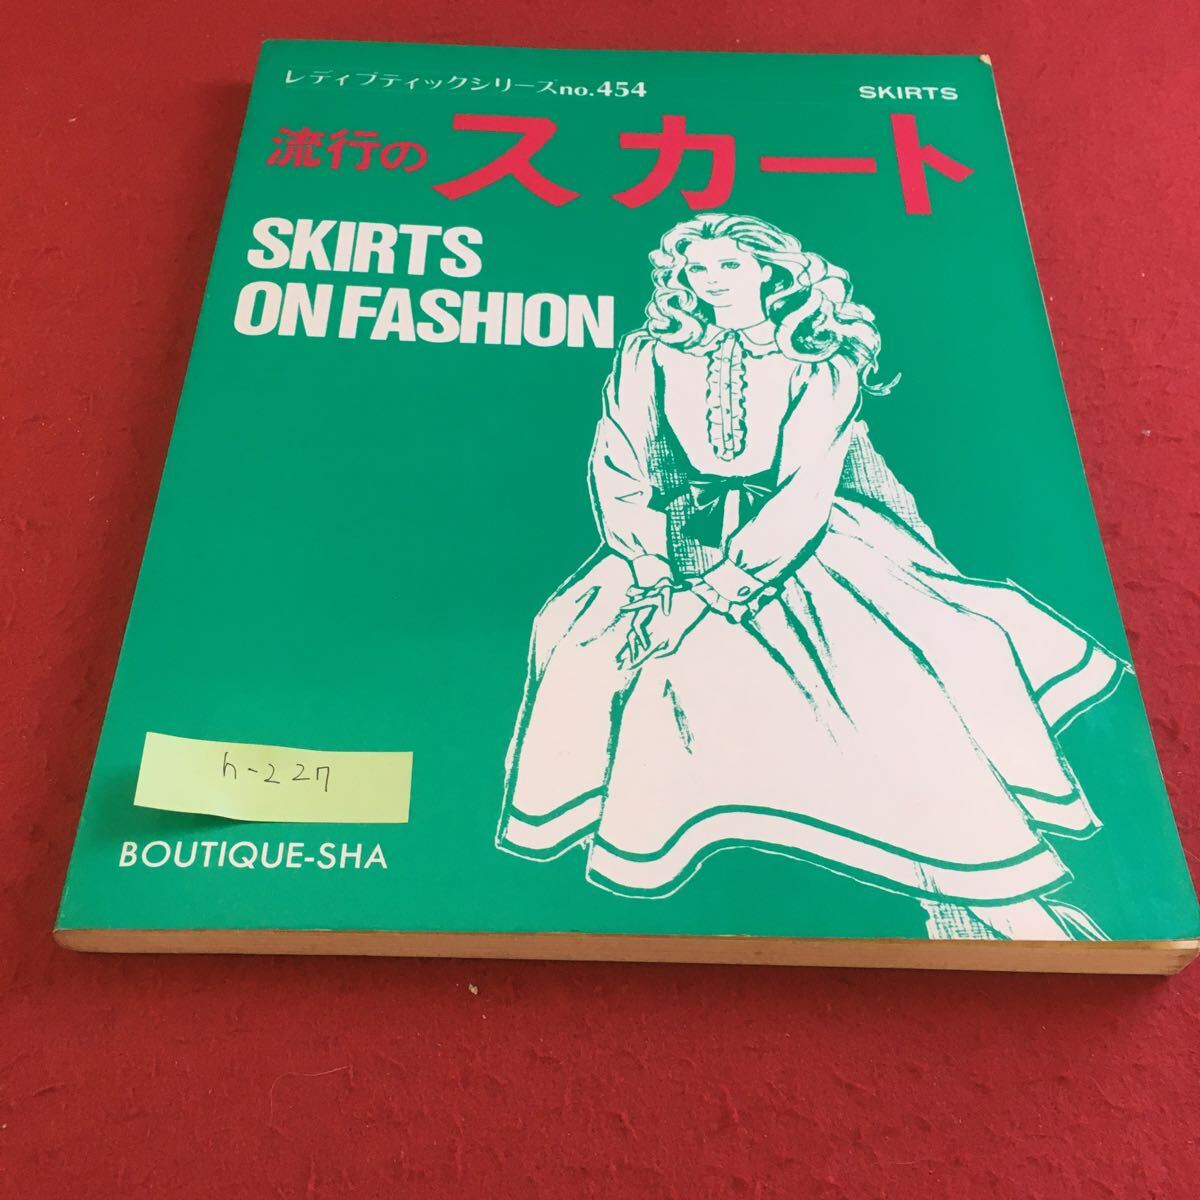 レディブティックシリーズno.454
SKIRTS
流行のスカート
SKIRTS
ON FASHION
h-227
BOUTIQUE-SHA